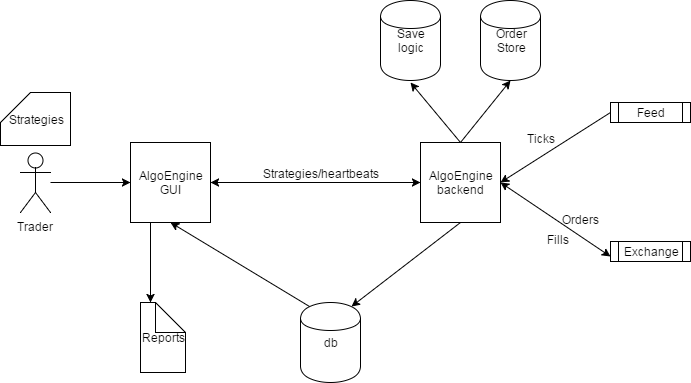 Save
logic
Order
Store
Strategies
Feed
Ticks
AlgoEngine
GUI
Strategies/heartbeats
AlgoEngine
backend
Trader
Orders
Fills
Exchange
Reports
db